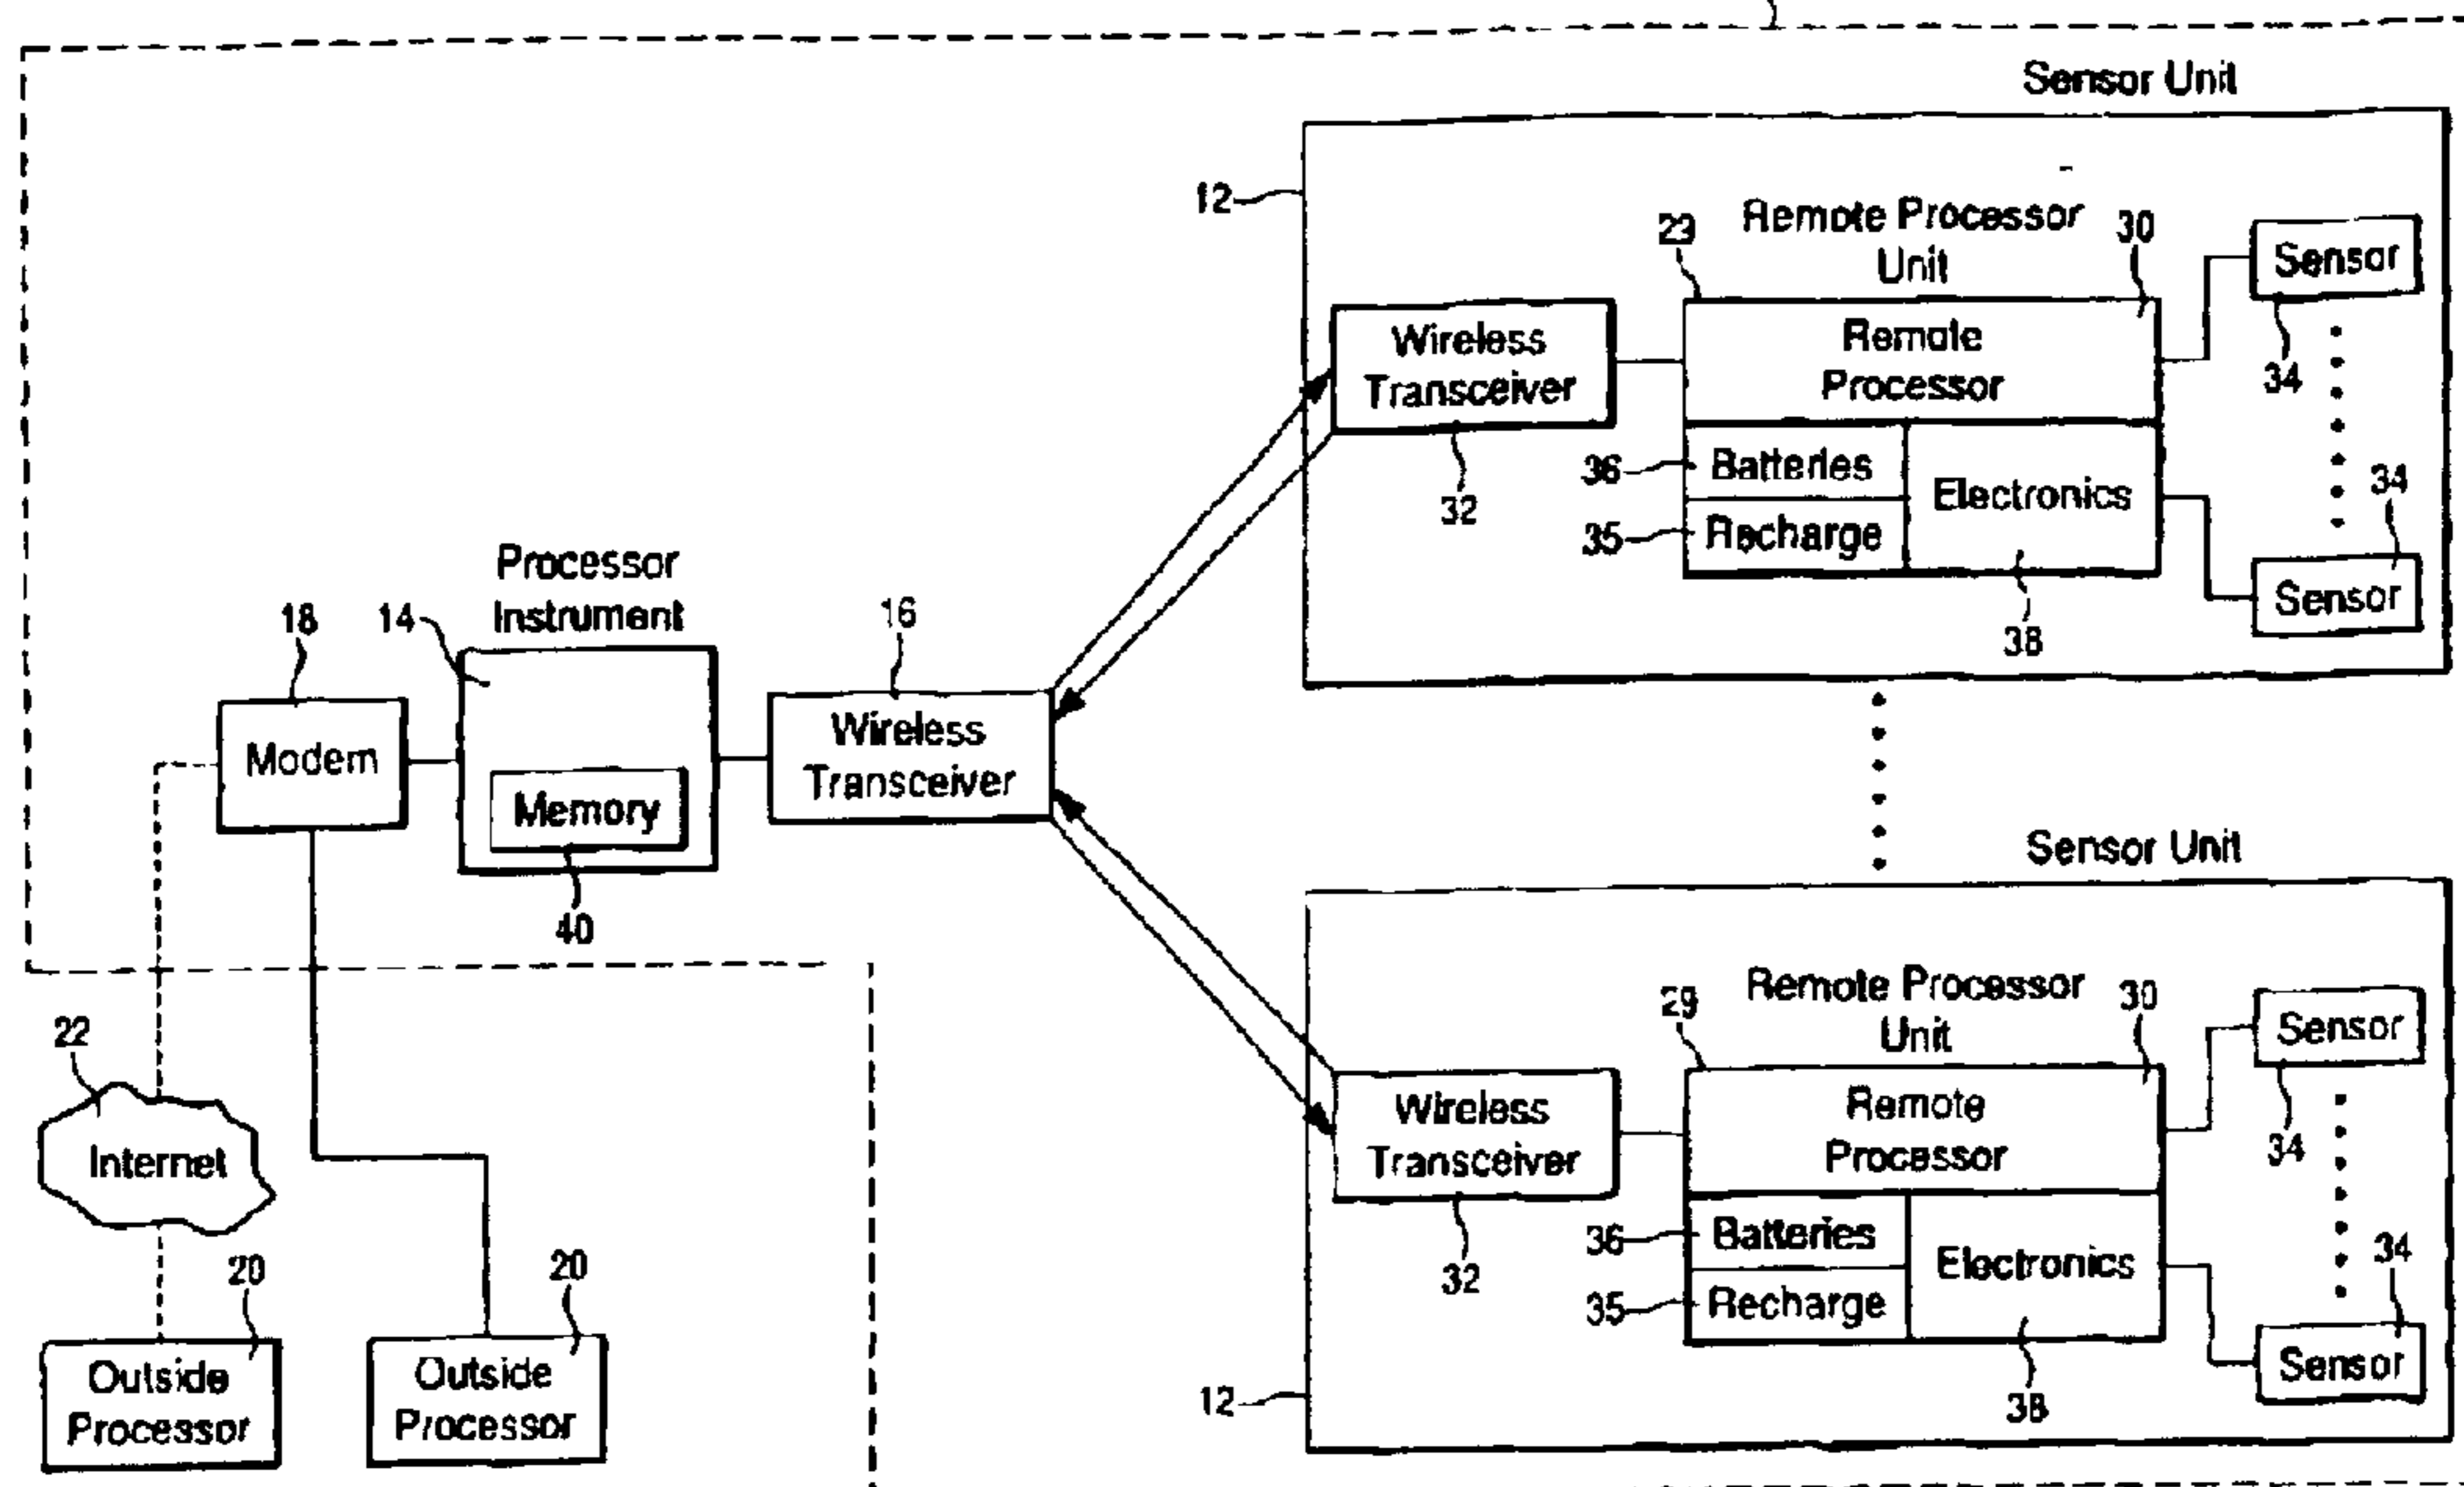 Sensor Unit
12
Remote Processor
Unit
23
30
Sensor
34
Wireless
Transceiver
32
Remote
Processor
36
Batteries
35
Recharge
Electronics
38
34
Sensor
Processor
Instrument
18
14
16
Modem
Memory
40
Wireless
Transceiver
Sensor Unit
Remote Processor
Unit
29
30
Sensor
34
Wireless
Transceiver
32
Remote
Processor
36
Batteries
35
Recharge
Electronics
38
34
Sensor
12
22
Internet
20
Outside
Processor
20
Outside
Processor